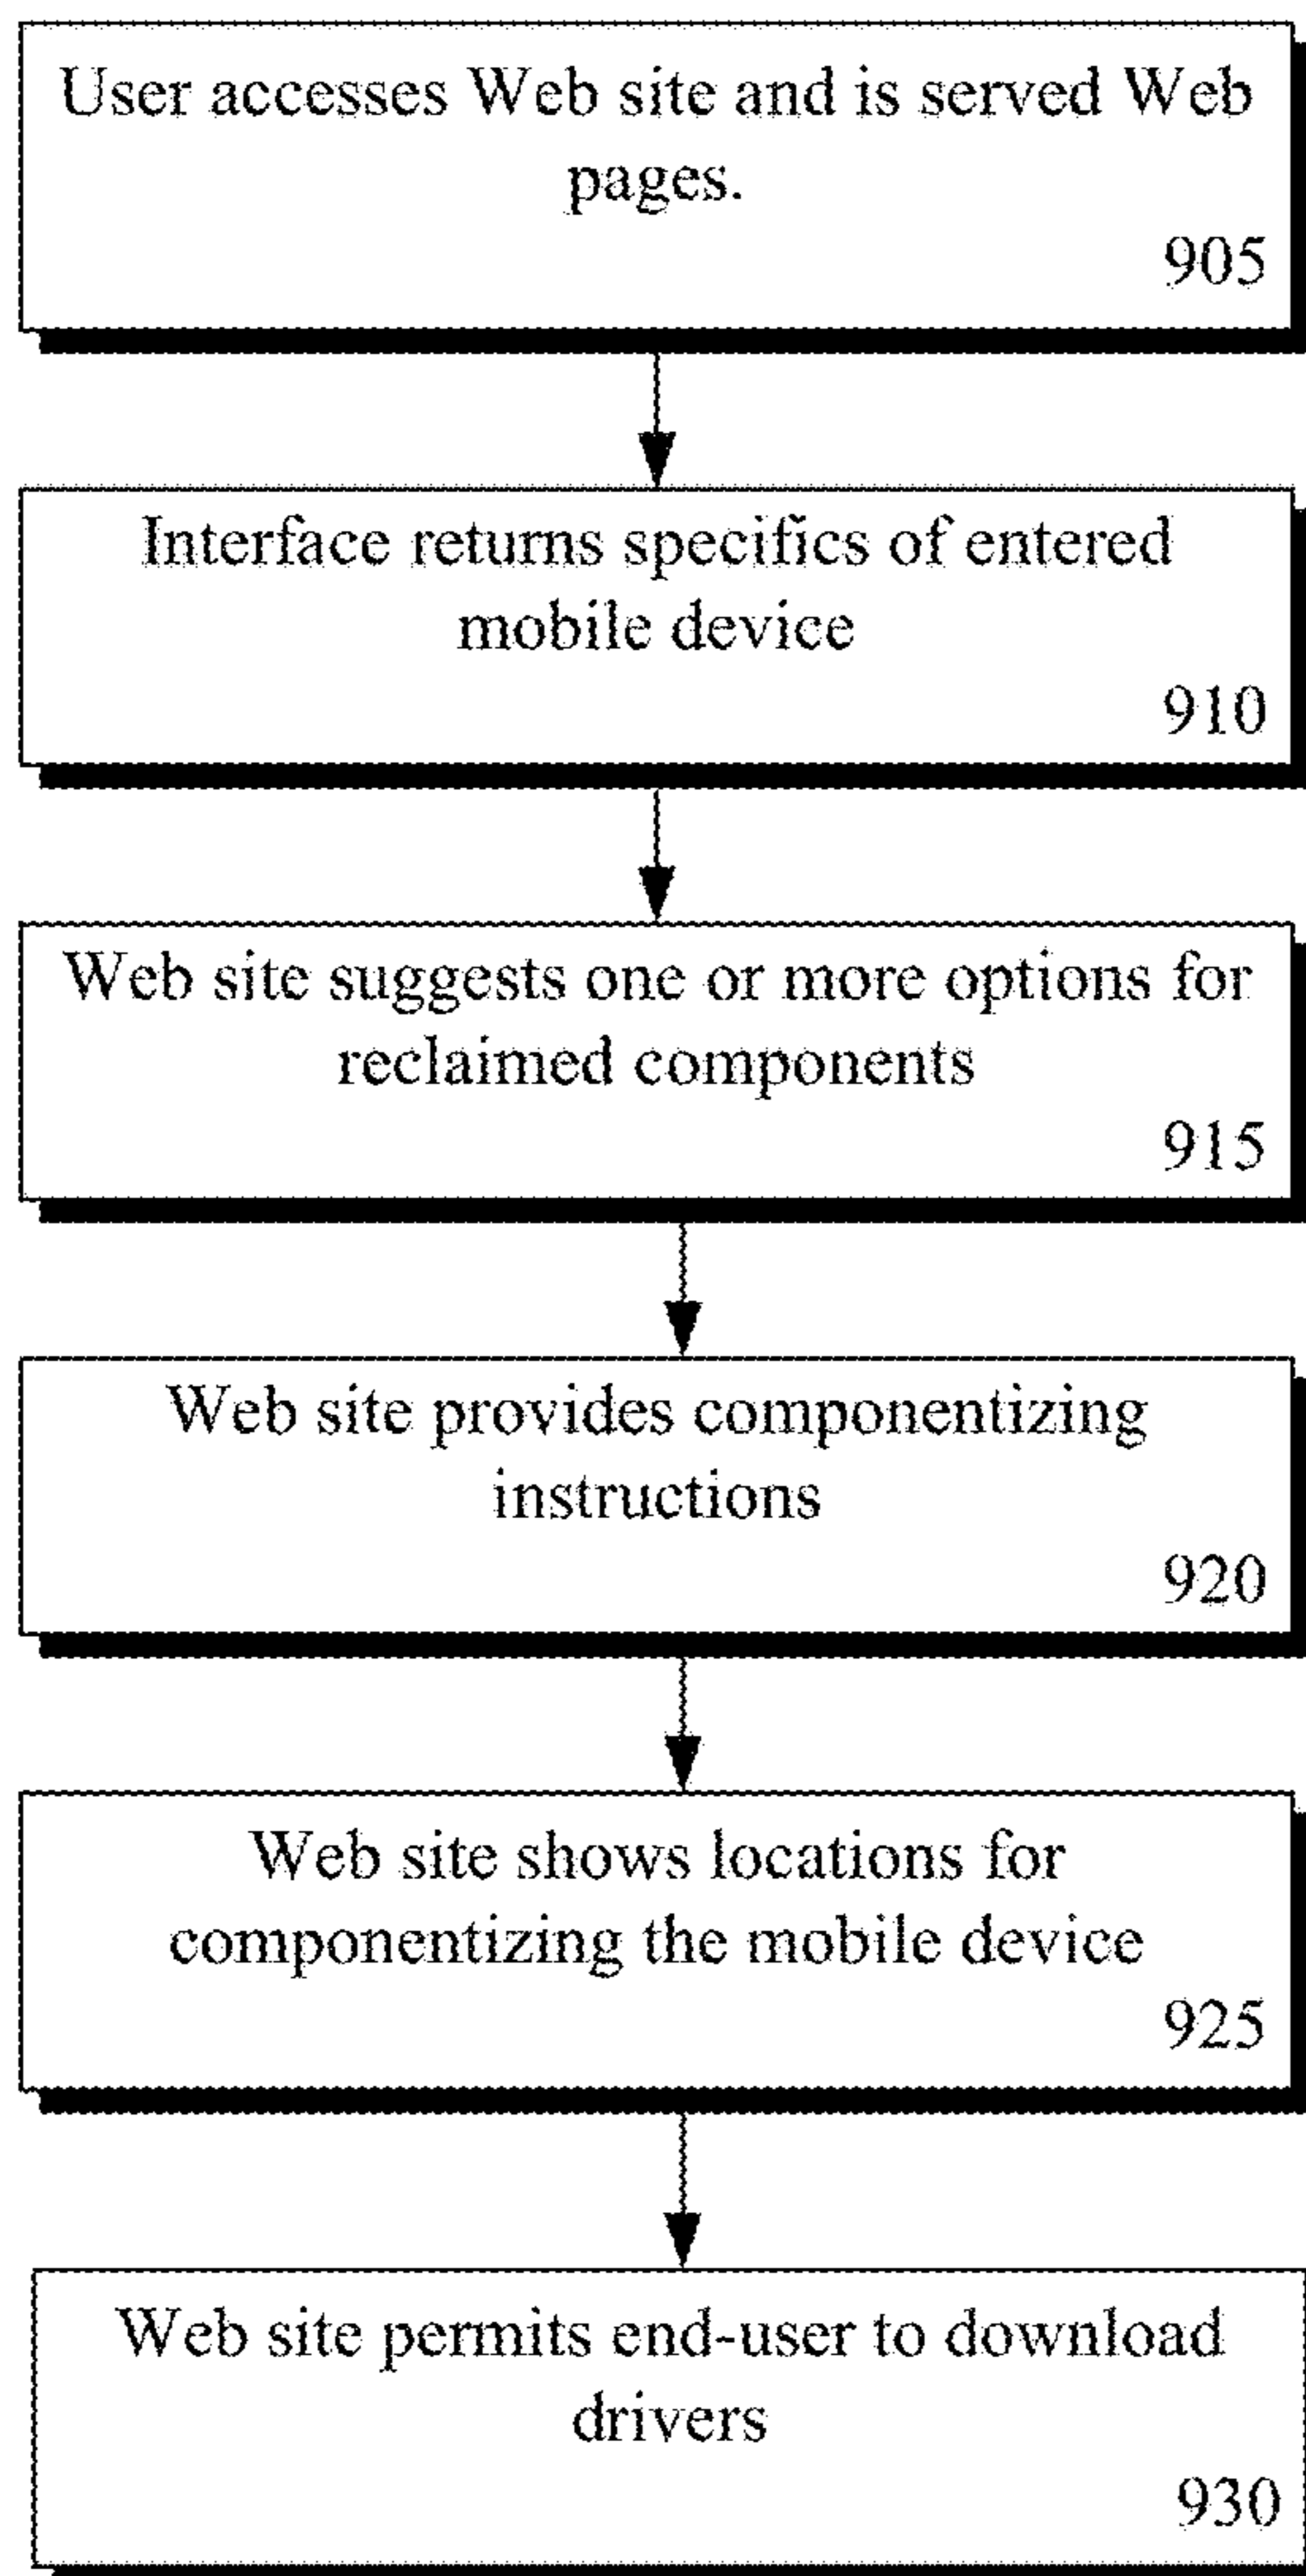 User accesses Web site and is served Web
pages.
905
Interface returns specifics of entered
mobile device
910
Web site suggests one or more options for
reclaimed components
915
Web site provides componentizing
instructions
920
Web site shows locations for
componentizing the mobile device
925
Web site permits end-user to download
drivers
930